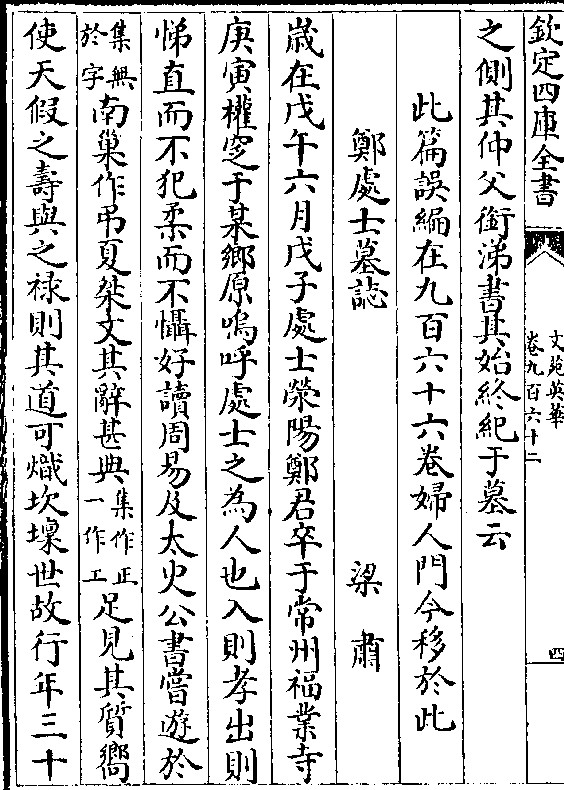 欽定四庫全書
文苑英華
卷九百六十二
四
之側其仲父銜涕書其始終紀于墓云
此篇誤編在九百六十六卷婦人門今移於此
鄭處士墓誌 梁肅
嵗在戊午六月戊子處士滎陽鄭君卒于常州福業寺
庚寅權窆于某鄉原嗚呼處士之為人也入則孝出則
悌直而不犯柔而不懾好讀周易及太史公書嘗遊於
集無於字南巢作弔夏桀文其辭甚典集作正一作工足見其質嚮
使天假之壽與之禄則其道可熾坎壈世故行年三十